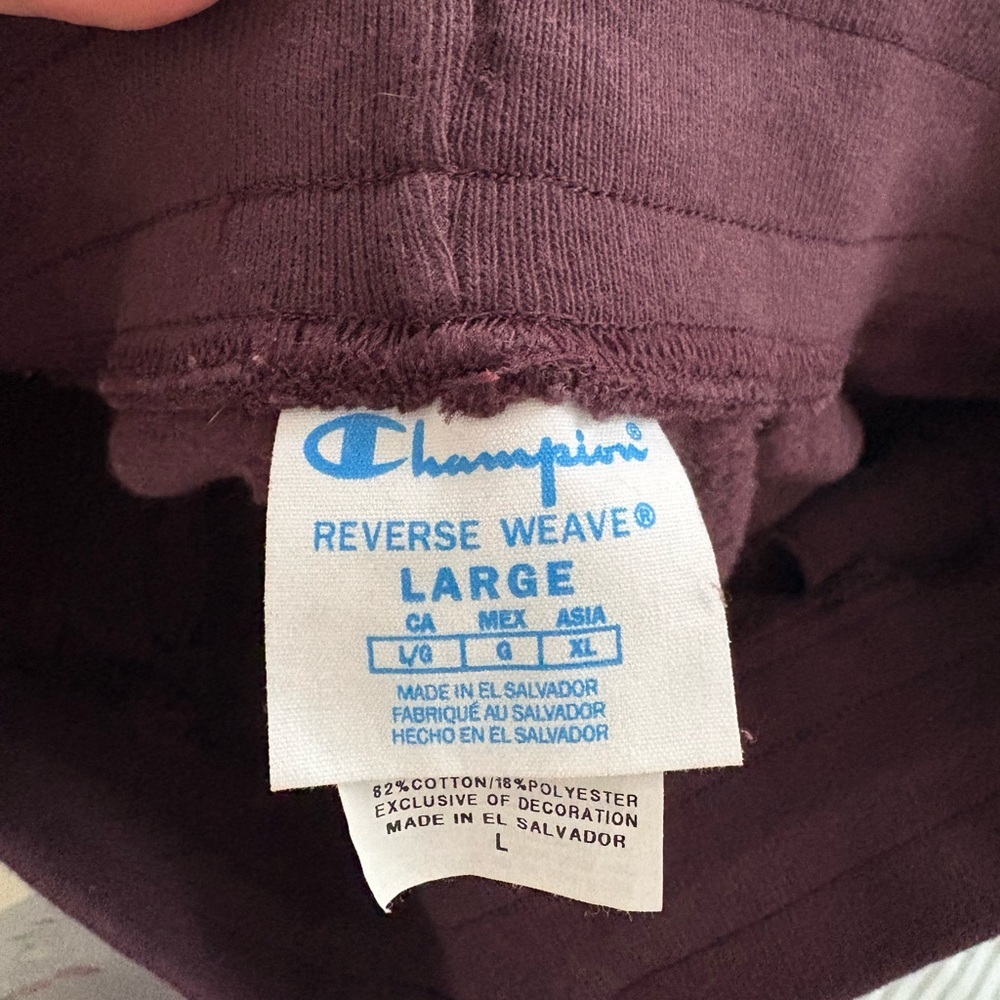 Champion®
REVERSE WEAVE®
LARGE
CA MEX ASIA
L/G G XL
MADE IN EL SALVADOR
FABRIQUÉ AU SALVADOR
HECHO EN EL SALVADOR
82%COTTON/18%POLYESTER
EXCLUSIVE OF DECORATION
MADE IN EL SALVADOR
L